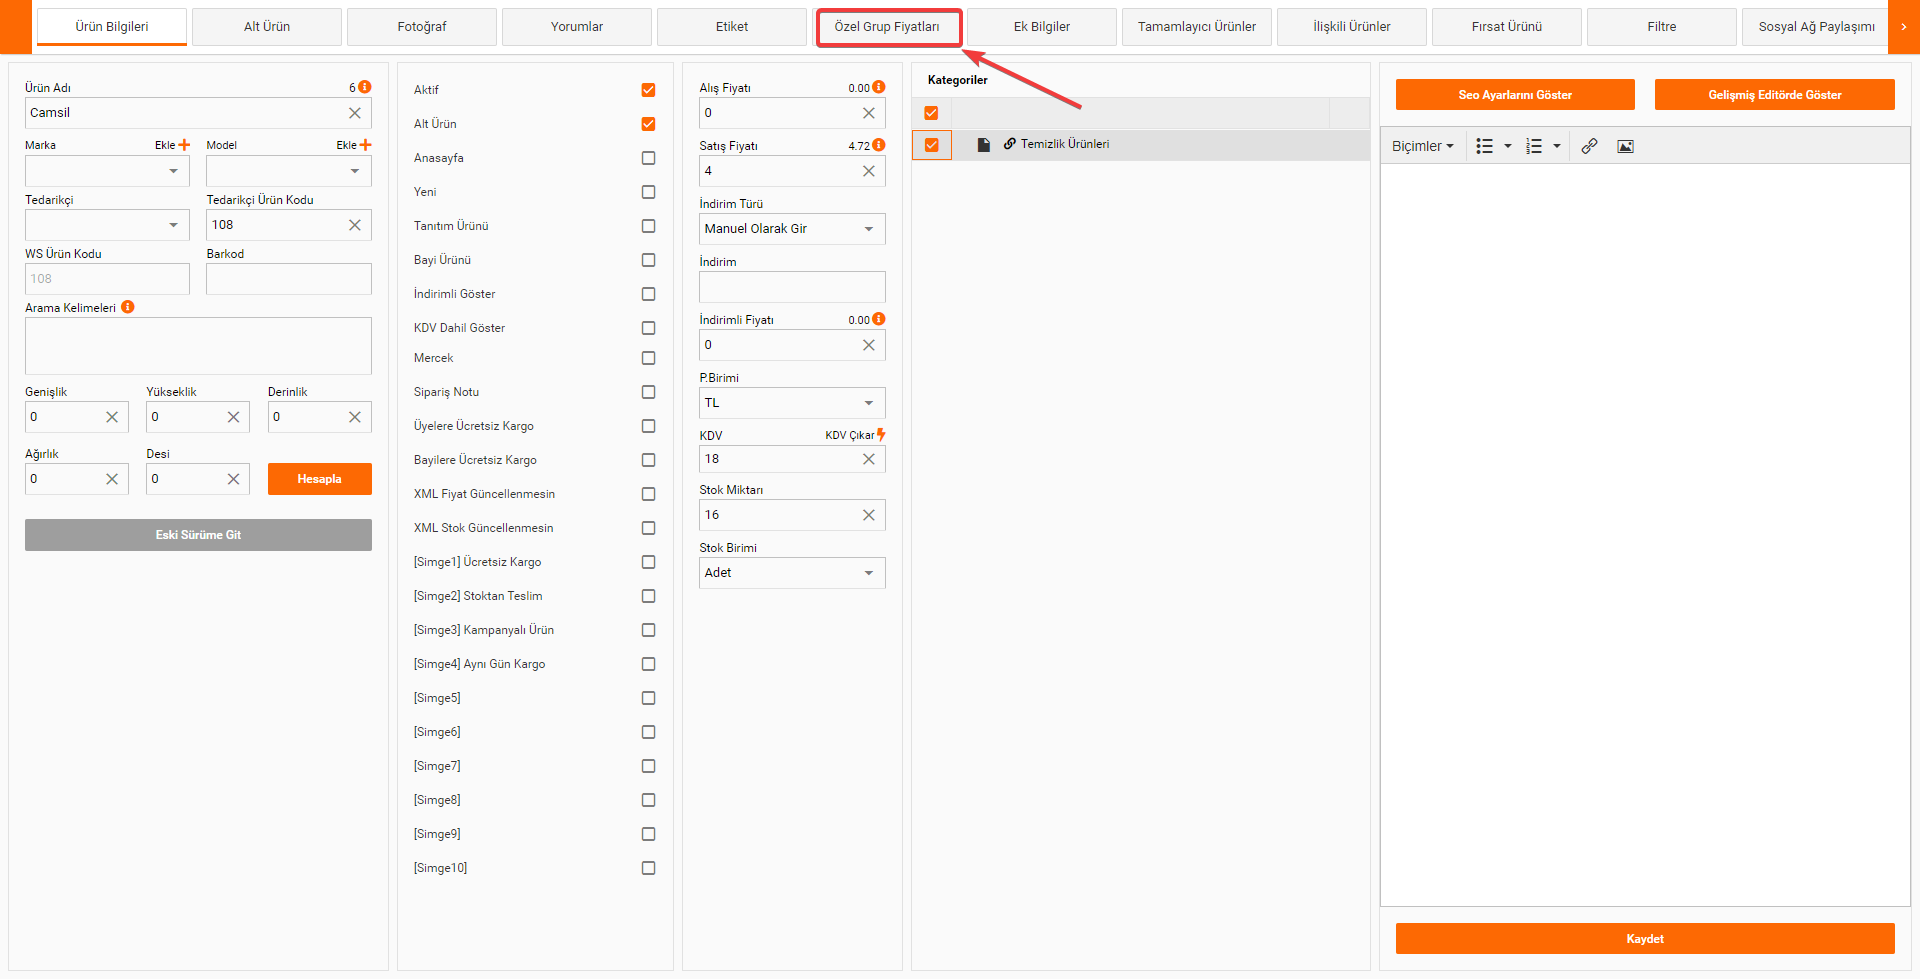 Ürün Bilgileri
Alt Ürün
Fotoğraf
Yorumlar
Etiket
Özel Grup Fiyatları
Ek Bilgiler
Tamamlayıcı Ürünler
İlişkili Ürünler
Fırsat Ürünü
Filtre
Sosyal Ağ Paylaşımı
Ürün Adı 6
Camsil
Marka Ekle
Model Ekle
Tedarikçi
Tedarikçi Ürün Kodu
108
WS Ürün Kodu
108
Barkod
Arama Kelimeleri
Genişlik
0
Yükseklik
0
Derinlik
0
Ağırlık
0
Desi
0
Hesapla
Eski Sürüme Git
Aktif
Alt Ürün
Anasayfa
Yeni
Tanıtım Ürünü
Bayi Ürünü
İndirimli Göster
KDV Dahil Göster
Mercek
Sipariş Notu
Üyelere Ücretsiz Kargo
Bayilere Ücretsiz Kargo
XML Fiyat Güncellenmesin
XML Stok Güncellenmesin
[Simge1] Ücretsiz Kargo
[Simge2] Stoktan Teslim
[Simge3] Kampanyalı Ürün
[Simge4] Aynı Gün Kargo
[Simge5]
[Simge6]
[Simge7]
[Simge8]
[Simge9]
[Simge10]
Alış Fiyatı 0.00
0
Satış Fiyatı 4.72
4
İndirim Türü
Manuel Olarak Gir
İndirim
İndirimli Fiyatı 0.00
0
P.Birimi
TL
KDV KDV Çıkar
18
Stok Miktarı
16
Stok Birimi
Adet
Kategoriler
Temizlik Ürünleri
Seo Ayarlarını Göster
Gelişmiş Editörde Göster
Biçimler
Kaydet